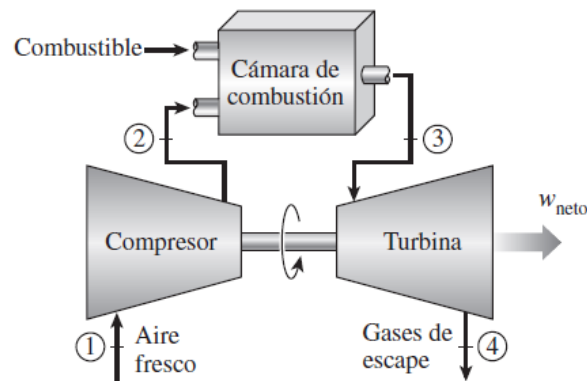 Combustible
Cámara de
combustión
②
③
w neto
Compresor
Turbina
①
Aire
fresco
Gases de
escape
④